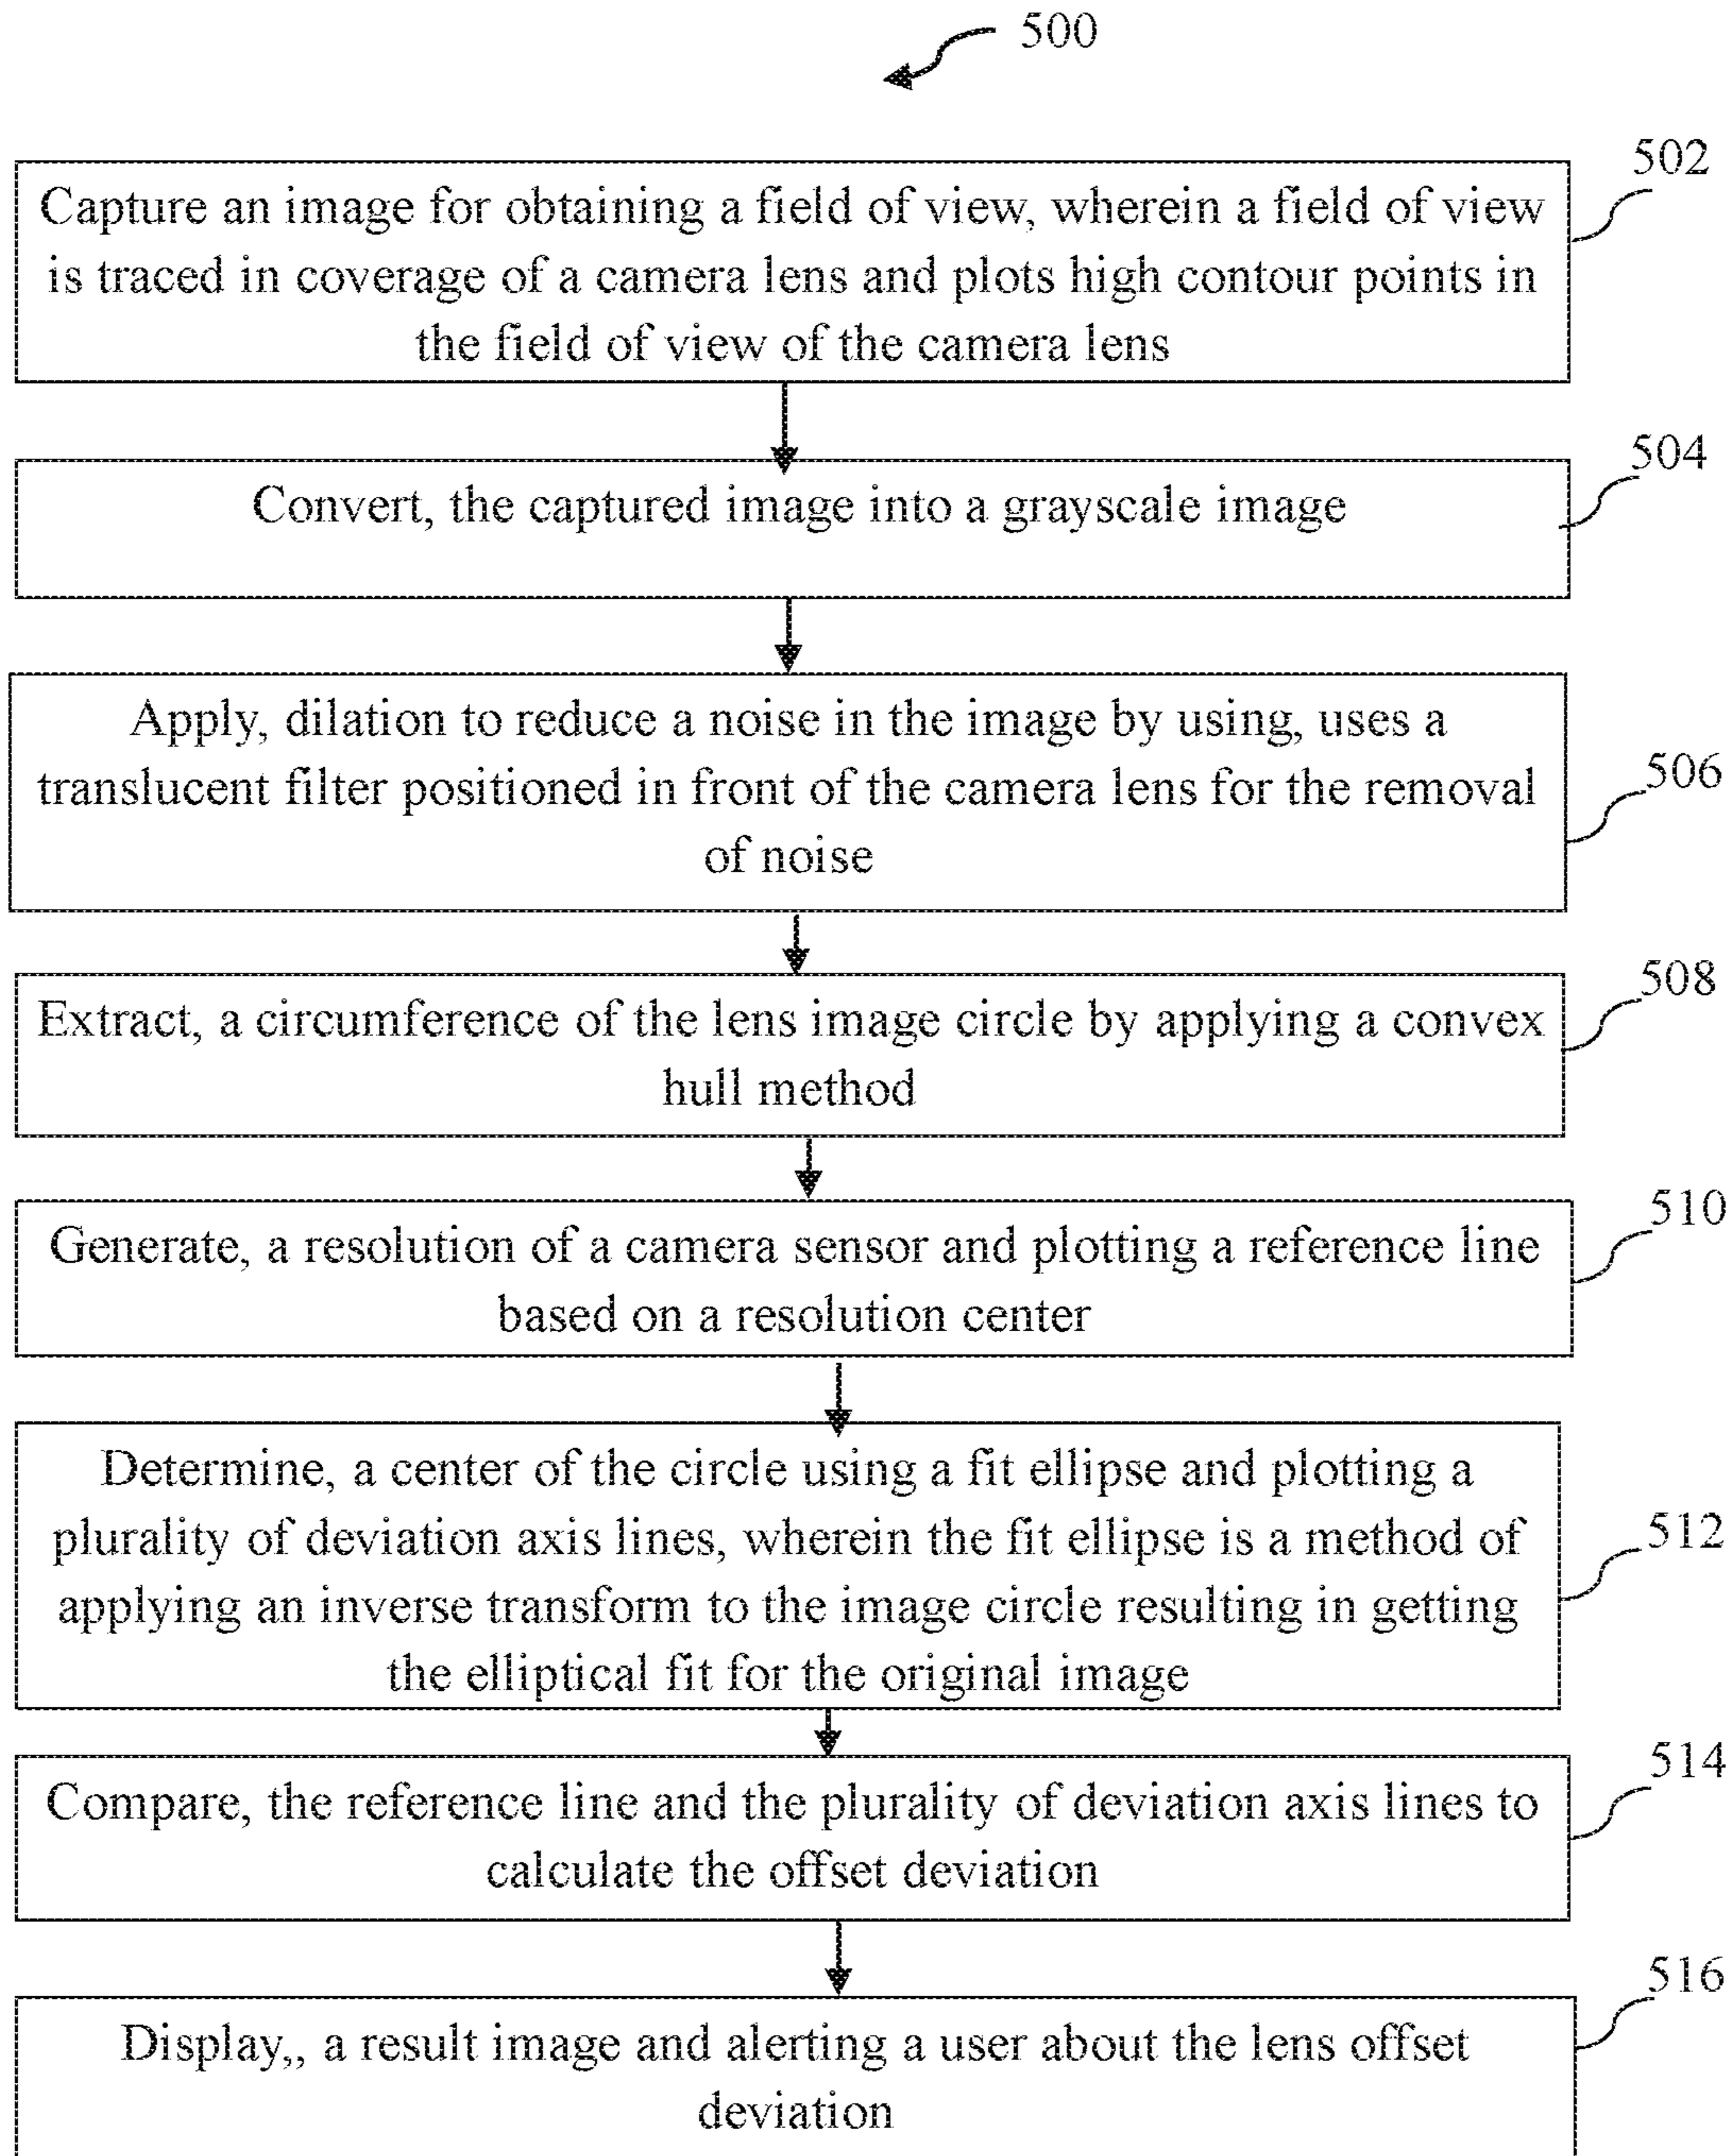 500
502
Capture an image for obtaining a field of view, wherein a field of view
is traced in coverage of a camera lens and plots high contour points in
the field of view of the camera lens
504
Convert, the captured image into a grayscale image
Apply, dilation to reduce a noise in the image by using, uses a
translucent filter positioned in front of the camera lens for the removal
of noise
506
508
Extract, a circumference of the lens image circle by applying a convex
hull method
510
Generate, a resolution of a camera sensor and plotting a reference line
based on a resolution center
Determine, a center of the circle using a fit ellipse and plotting a
plurality of deviation axis lines, wherein the fit ellipse is a method of
applying an inverse transform to the image circle resulting in getting
the elliptical fit for the original image
512
514
Compare, the reference line and the plurality of deviation axis lines to
calculate the offset deviation
516
Display,, a result image and alerting a user about the lens offset
deviation